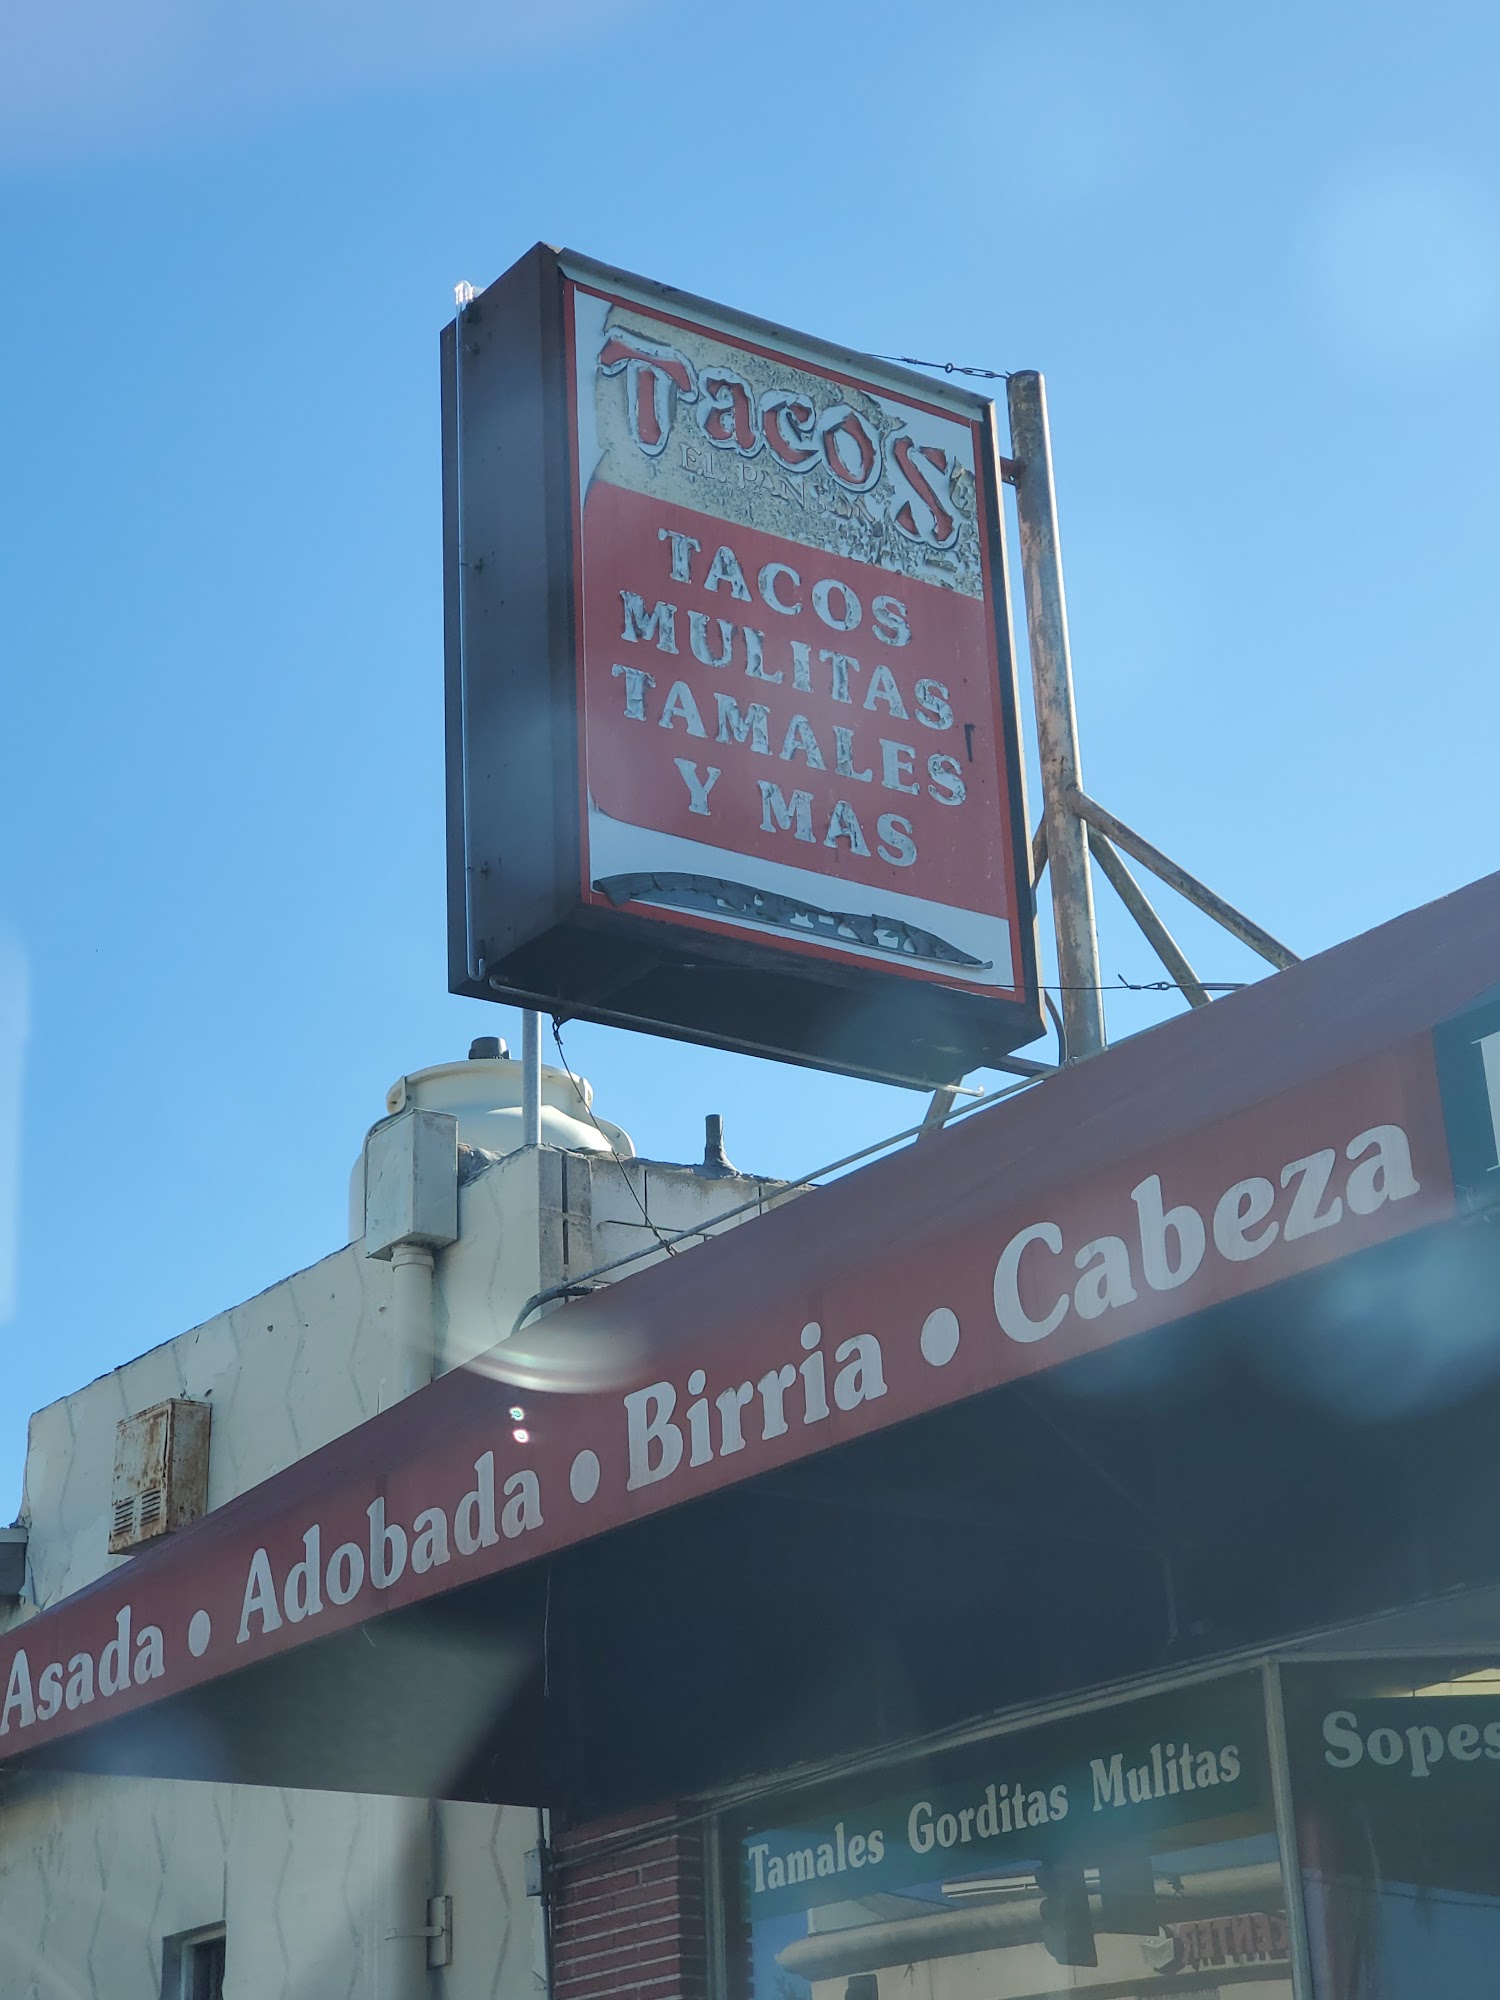 Tacos
TACOS
MULITAS
TAMALES
Y MAS
Asada • Adobada • Birria • Cabeza
Tamales Gorditas Mulitas
Sopes